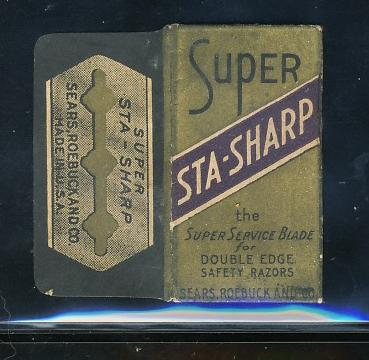 SUPER
STA-SHARP
SEARS, ROEBUCK AND CO.
MADE IN U.S.A.
Super
STA-SHARP
the
SUPER SERVICE BLADE
for
DOUBLE EDGE
SAFETY RAZORS
SEARS, ROEBUCK AND CO.